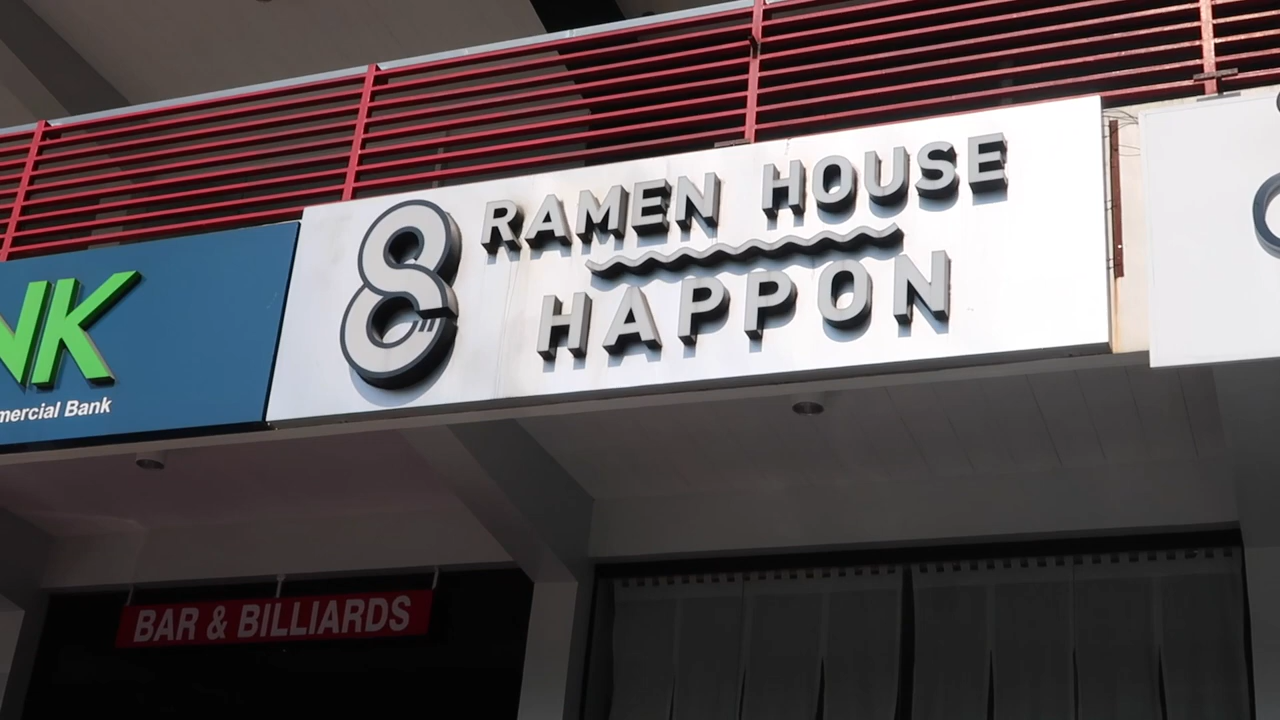 NK
mercial Bank
8 RAMEN HOUSE
HAPPON
BAR & BILLIARDS